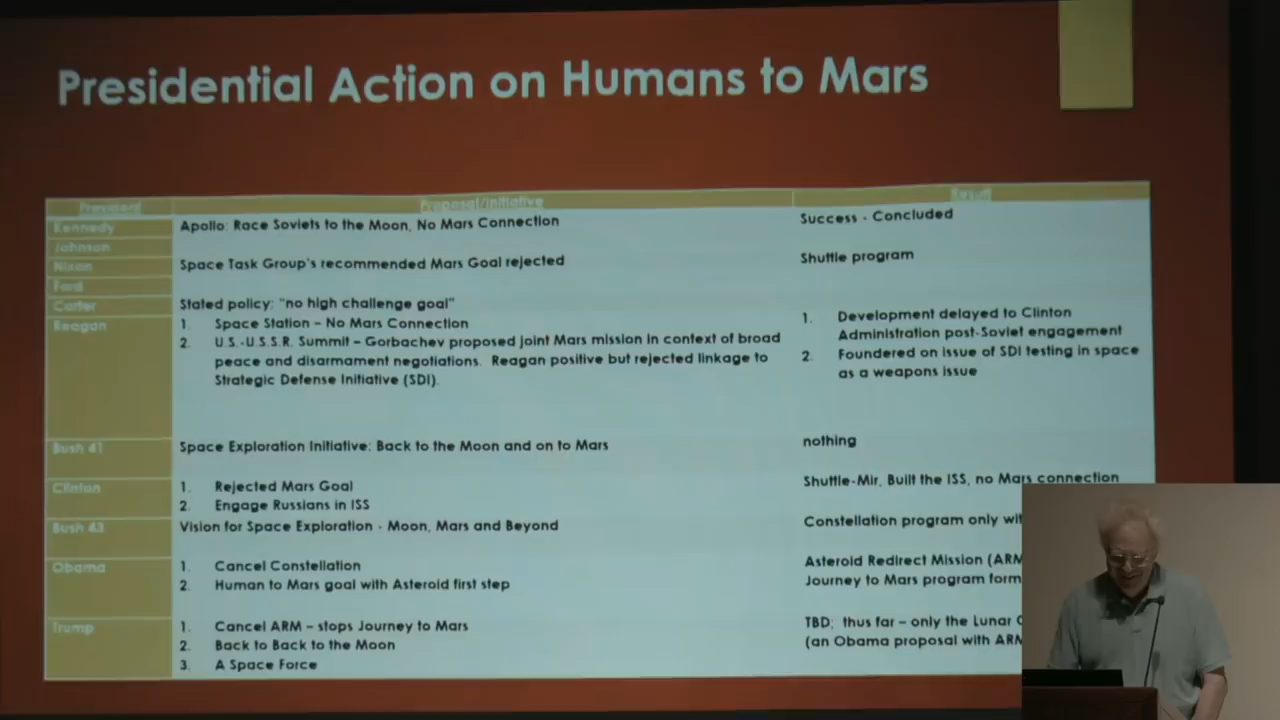 Presidential Action on Humans to Mars
President Proposal/Initiative Result
Kennedy Apollo: Race Soviets to the Moon, No Mars Connection Success - Concluded
Johnson
Nixon Space Task Group's recommended Mars Goal rejected Shuttle program
Ford
Carter Stated policy: "no high challenge goal"
Reagan 1. Space Station – No Mars Connection 1. Development delayed to Clinton
Administration post-Soviet engagement
2. U.S.-U.S.S.R. Summit – Gorbachev proposed joint Mars mission in context of broad 2. Foundered on issue of SDI testing in space
peace and disarmament negotiations. Reagan positive but rejected linkage to as a weapons issue
Strategic Defense Initiative (SDI).
Bush 41 Space Exploration Initiative: Back to the Moon and on to Mars nothing
Clinton 1. Rejected Mars Goal Shuttle-Mir, Built the ISS, no Mars connection
2. Engage Russians in ISS
Bush 43 Vision for Space Exploration - Moon, Mars and Beyond Constellation program only
Obama 1. Cancel Constellation Asteroid Redirect Mission (ARM
2. Human to Mars goal with Asteroid first step Journey to Mars program
Trump 1. Cancel ARM – stops Journey to Mars TBD; thus far – only the Lunar
2. Back to Back to the Moon (an Obama proposal with ARM
3. A Space Force